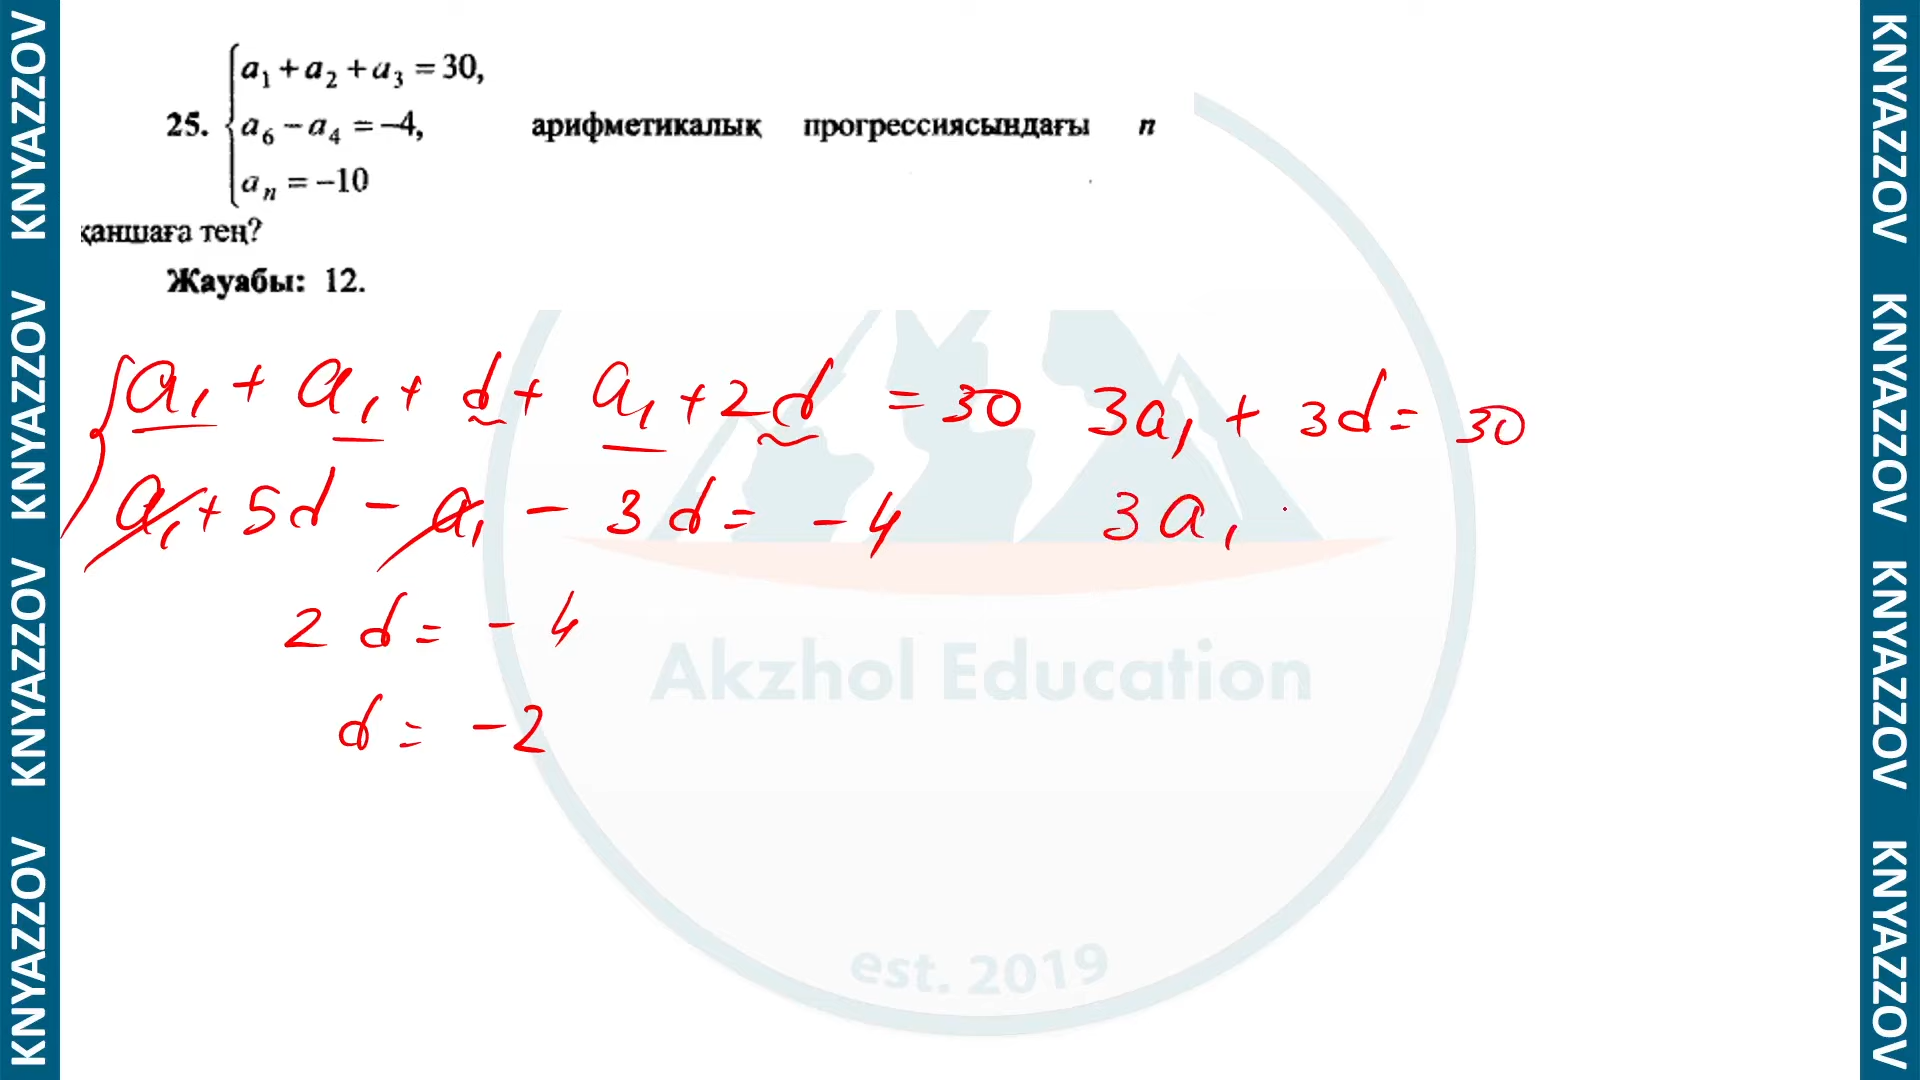 25. { a₁ + a₂ + a₃ = 30,
a₆ − a₄ = −4, арифметикалық прогрессиясындағы n
aₙ = −10
қаншаға тең?
Жауабы: 12.
a₁ + a₁ + d + a₁ + 2d = 30 3a₁ + 3d = 30
a₁ + 5d − a₁ − 3d = −4 3a₁
2d = −4
d = −2
Akzhol Education
est. 2019
KNYAZZOV KNYAZZOV KNYAZZOV KNYAZZOV
KNYAZZOV KNYAZZOV KNYAZZOV KNYAZZOV